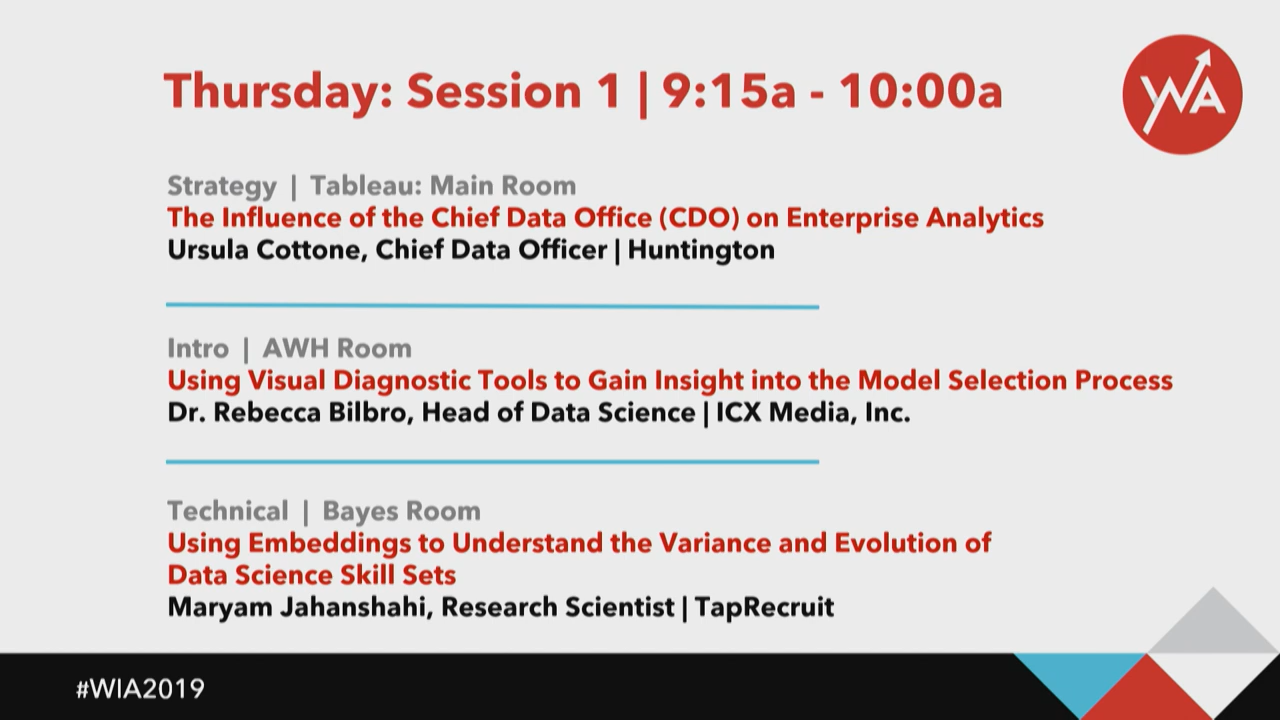 Thursday: Session 1 | 9:15a - 10:00a
WA
Strategy | Tableau: Main Room
The Influence of the Chief Data Office (CDO) on Enterprise Analytics
Ursula Cottone, Chief Data Officer | Huntington
Intro | AWH Room
Using Visual Diagnostic Tools to Gain Insight into the Model Selection Process
Dr. Rebecca Bilbro, Head of Data Science | ICX Media, Inc.
Technical | Bayes Room
Using Embeddings to Understand the Variance and Evolution of
Data Science Skill Sets
Maryam Jahanshahi, Research Scientist | TapRecruit
#WIA2019